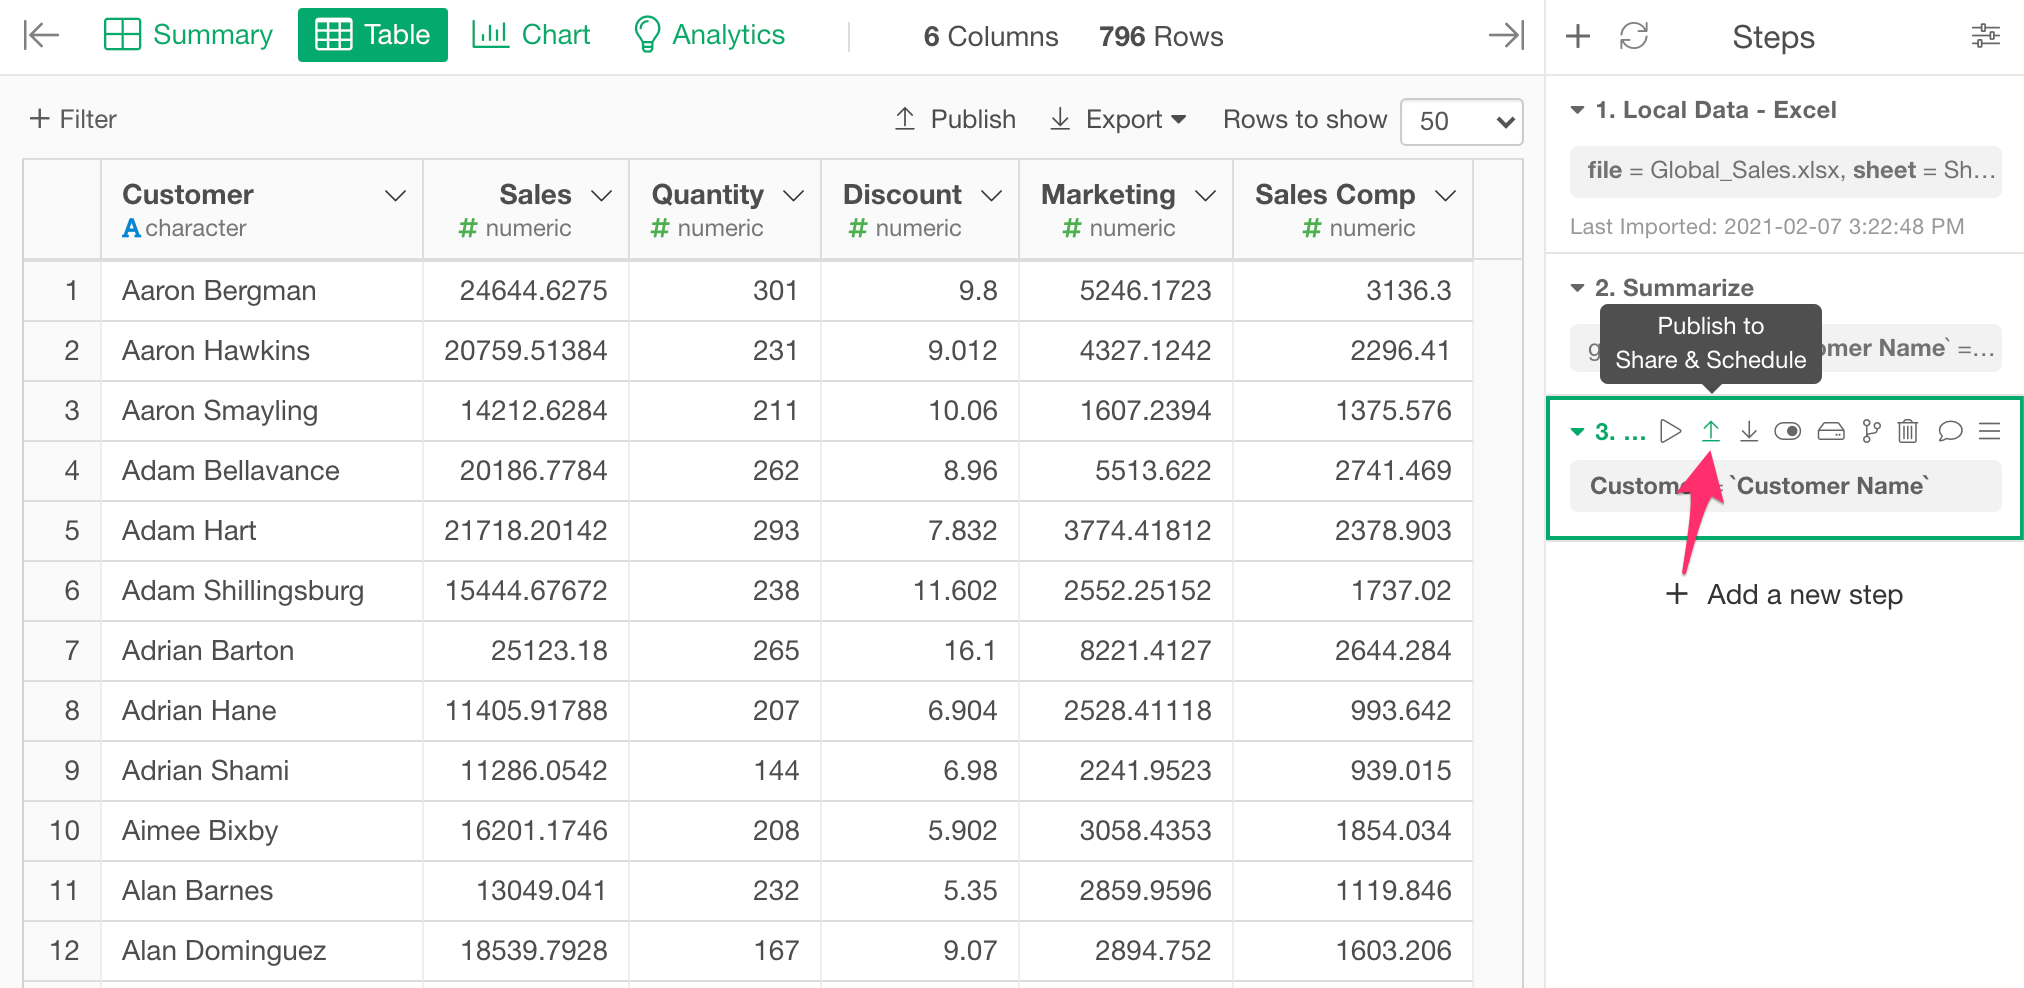 Summary Table Chart Analytics 6 Columns 796 Rows Steps
+ Filter Publish Export Rows to show 50
Customer Sales Quantity Discount Marketing Sales Comp
A character # numeric # numeric # numeric # numeric # numeric
1 Aaron Bergman 24644.6275 301 9.8 5246.1723 3136.3
2 Aaron Hawkins 20759.51384 231 9.012 4327.1242 2296.41
3 Aaron Smayling 14212.6284 211 10.06 1607.2394 1375.576
4 Adam Bellavance 20186.7784 262 8.96 5513.622 2741.469
5 Adam Hart 21718.20142 293 7.832 3774.41812 2378.903
6 Adam Shillingsburg 15444.67672 238 11.602 2552.25152 1737.02
7 Adrian Barton 25123.18 265 16.1 8221.4127 2644.284
8 Adrian Hane 11405.91788 207 6.904 2528.41118 993.642
9 Adrian Shami 11286.0542 144 6.98 2241.9523 939.015
10 Aimee Bixby 16201.1746 208 5.902 3058.4353 1854.034
11 Alan Barnes 13049.041 232 5.35 2859.9596 1119.846
12 Alan Dominguez 18539.7928 167 9.07 2894.752 1603.206
1. Local Data - Excel
file = Global_Sales.xlsx, sheet = Sh...
Last Imported: 2021-02-07 3:22:48 PM
2. Summarize
Publish to
Share & Schedule
Name` =...
3. ...
= `Customer Name`
+ Add a new step